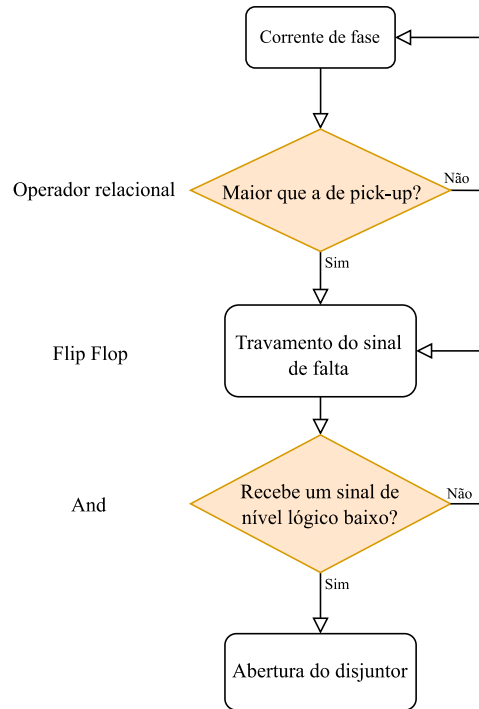 Corrente de fase
Operador relacional
Maior que a de pick-up?
Não
Sim
Flip Flop
Travamento do sinal
de falta
And
Recebe um sinal de
nível lógico baixo?
Não
Sim
Abertura do disjuntor